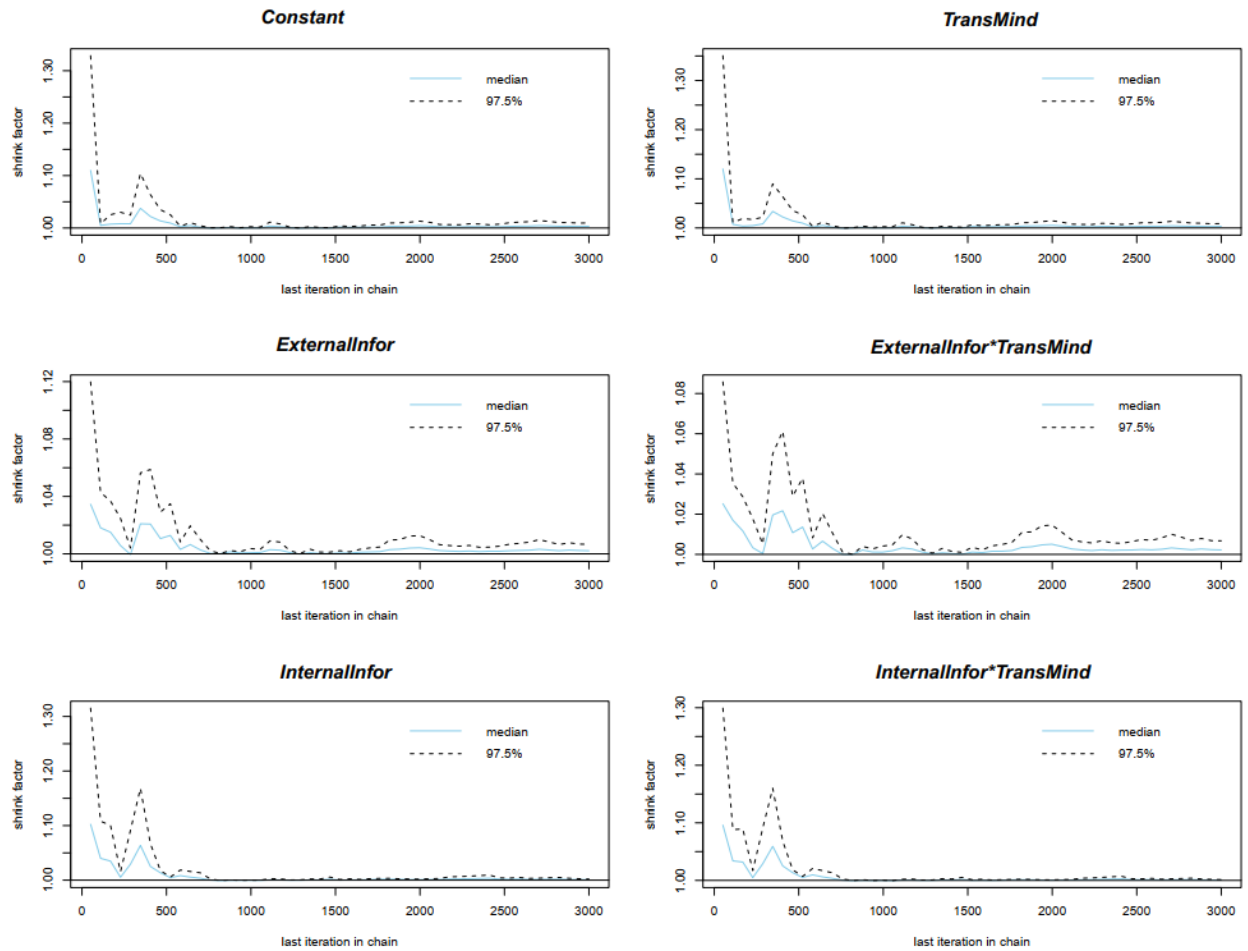 Constant
shrink factor
1.00 1.10 1.20 1.30
median
97.5%
0 500 1000 1500 2000 2500 3000
last iteration in chain
TransMind
shrink factor
1.00 1.10 1.20 1.30
median
97.5%
0 500 1000 1500 2000 2500 3000
last iteration in chain
ExternalInfor
shrink factor
1.00 1.04 1.08 1.12
median
97.5%
0 500 1000 1500 2000 2500 3000
last iteration in chain
ExternalInfor*TransMind
shrink factor
1.00 1.02 1.04 1.06 1.08
median
97.5%
0 500 1000 1500 2000 2500 3000
last iteration in chain
InternalInfor
shrink factor
1.00 1.10 1.20 1.30
median
97.5%
0 500 1000 1500 2000 2500 3000
last iteration in chain
InternalInfor*TransMind
shrink factor
1.00 1.10 1.20 1.30
median
97.5%
0 500 1000 1500 2000 2500 3000
last iteration in chain